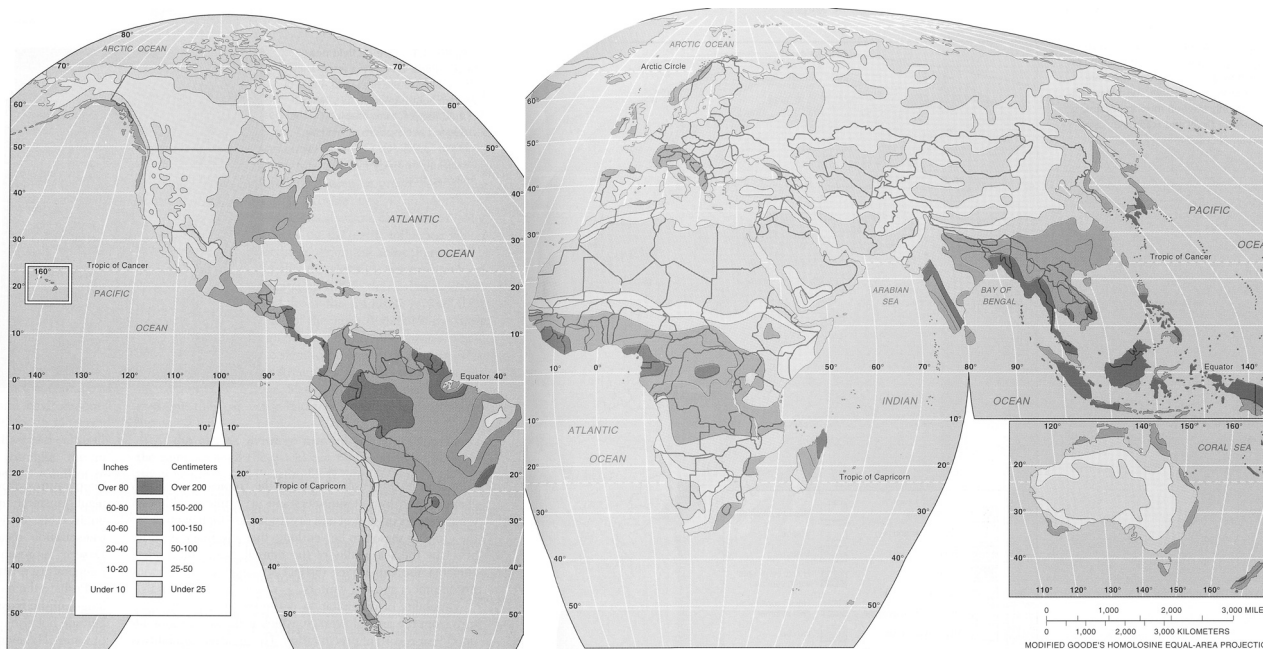 80°
ARCTIC OCEAN
70°
70°
60°
60°
50°
50°
40°
40°
30°
30°
ATLANTIC
OCEAN
Tropic of Cancer
160°
20°
20°
90°
PACIFIC
OCEAN
10°
10°
Equator
140°
130°
120°
110°
100°
90°
0°
40°
0°
10°
10°
20°
20°
Tropic of Capricorn
30°
30°
40°
40°
50°
50°
Inches Centimeters
Over 80 Over 200
60-80 150-200
40-60 100-150
20-40 50-100
10-20 25-50
Under 10 Under 25
ARCTIC OCEAN
Arctic Circle
60°
50°
40°
30°
20°
10°
PACIFIC
Tropic of Cancer
ARABIAN
SEA
BAY OF
BENGAL
10°
0°
50°
60°
70°
80°
90°
Equator
140°
INDIAN
OCEAN
10°
10°
ATLANTIC
OCEAN
20°
20°
Tropic of Capricorn
30°
30°
40°
40°
50°
50°
120°
140°
150°
160°
CORAL SEA
20°
30°
40°
110°
120°
130°
140°
150°
160°
0 1,000 2,000 3,000
0 1,000 2,000 3,000 KILOMETERS
MODIFIED GOODE'S HOMOLOSINE EQUAL-AREA